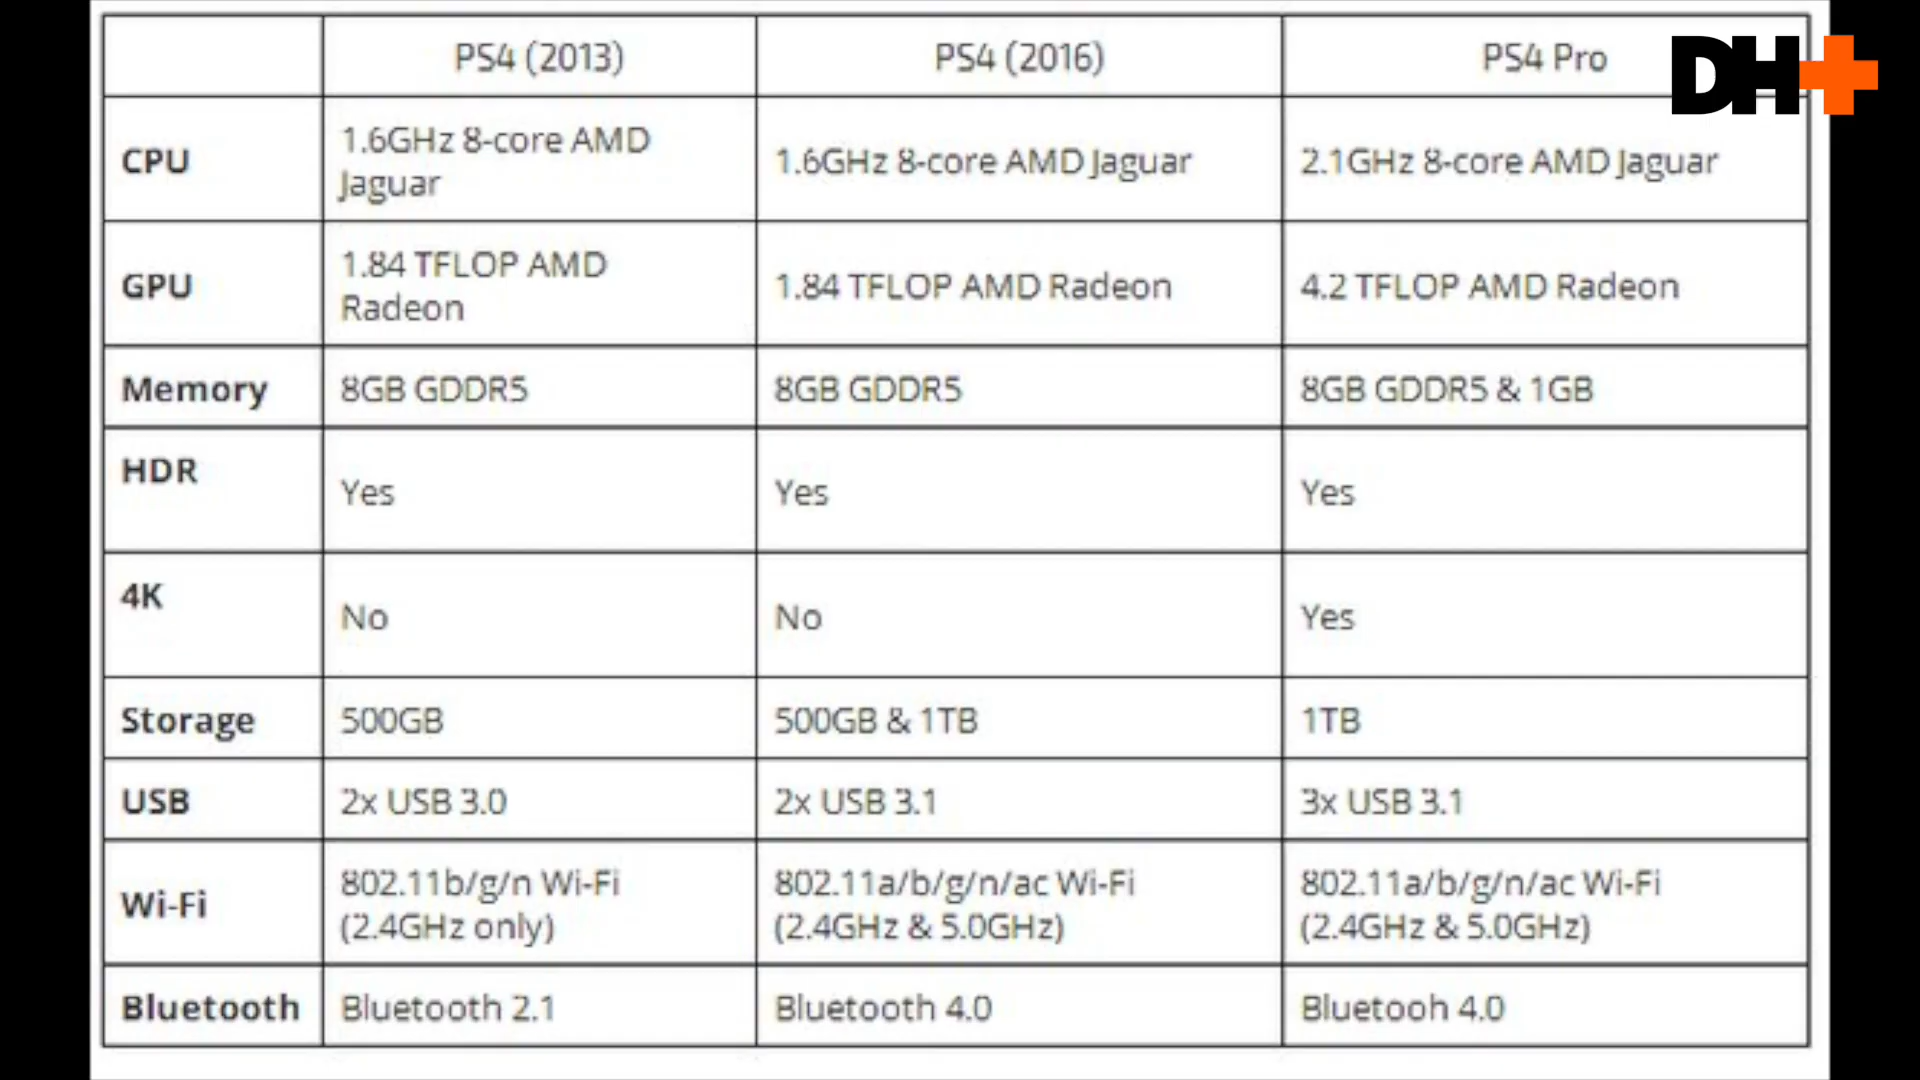 PS4 (2013) PS4 (2016) PS4 Pro
DH+
CPU
1.6GHz 8-core AMD
Jaguar
1.6GHz 8-core AMD Jaguar
2.1GHz 8-core AMD Jaguar
GPU
1.84 TFLOP AMD
Radeon
1.84 TFLOP AMD Radeon
4.2 TFLOP AMD Radeon
Memory 8GB GDDR5 8GB GDDR5 8GB GDDR5 & 1GB
HDR
Yes Yes Yes
4K
No No Yes
Storage 500GB 500GB & 1TB 1TB
USB 2x USB 3.0 2x USB 3.1 3x USB 3.1
Wi-Fi
802.11b/g/n Wi-Fi
(2.4GHz only)
802.11a/b/g/n/ac Wi-Fi
(2.4GHz & 5.0GHz)
802.11a/b/g/n/ac Wi-Fi
(2.4GHz & 5.0GHz)
Bluetooth Bluetooth 2.1 Bluetooth 4.0 Bluetooh 4.0